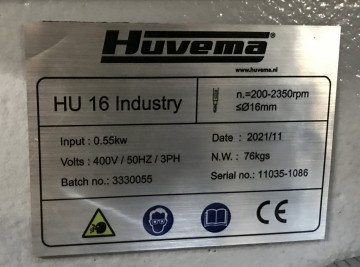 Huvema®
www.huvema.nl
HU 16 Industry
n.=200-2350rpm
≤Ø16mm
Input : 0.55kw
Date : 2021/11
Volts : 400V / 50HZ / 3PH
N.W. : 76kgs
Batch no.: 3330055
Serial no.: 11035-1086
CE